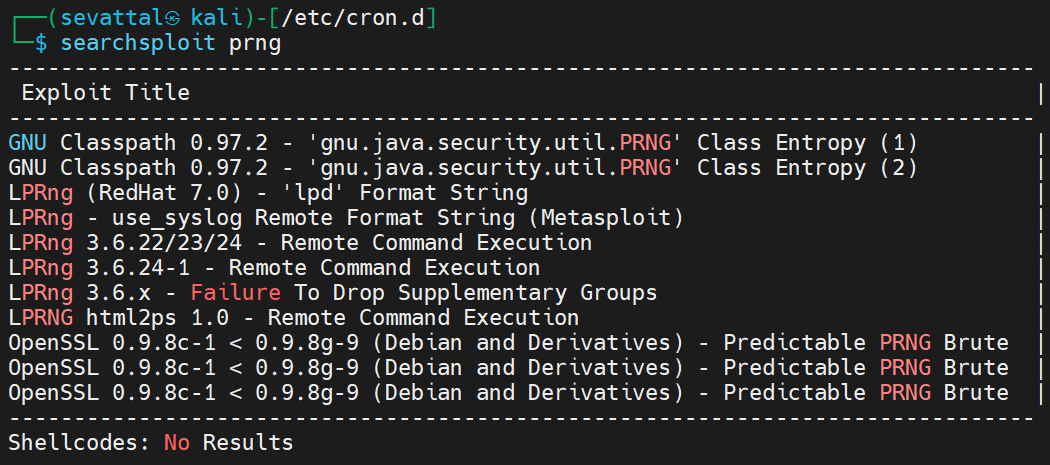 ┌──(sevattal㉿ kali)-[/etc/cron.d]
└─$ searchsploit prng
--------------------------------------------------------------------------------
Exploit Title |
--------------------------------------------------------------------------------
GNU Classpath 0.97.2 - 'gnu.java.security.util.PRNG' Class Entropy (1) |
GNU Classpath 0.97.2 - 'gnu.java.security.util.PRNG' Class Entropy (2) |
LPRng (RedHat 7.0) - 'lpd' Format String |
LPRng - use_syslog Remote Format String (Metasploit) |
LPRng 3.6.22/23/24 - Remote Command Execution |
LPRng 3.6.24-1 - Remote Command Execution |
LPRng 3.6.x - Failure To Drop Supplementary Groups |
LPRNG html2ps 1.0 - Remote Command Execution |
OpenSSL 0.9.8c-1 < 0.9.8g-9 (Debian and Derivatives) - Predictable PRNG Brute |
OpenSSL 0.9.8c-1 < 0.9.8g-9 (Debian and Derivatives) - Predictable PRNG Brute |
OpenSSL 0.9.8c-1 < 0.9.8g-9 (Debian and Derivatives) - Predictable PRNG Brute |
--------------------------------------------------------------------------------
Shellcodes: No Results